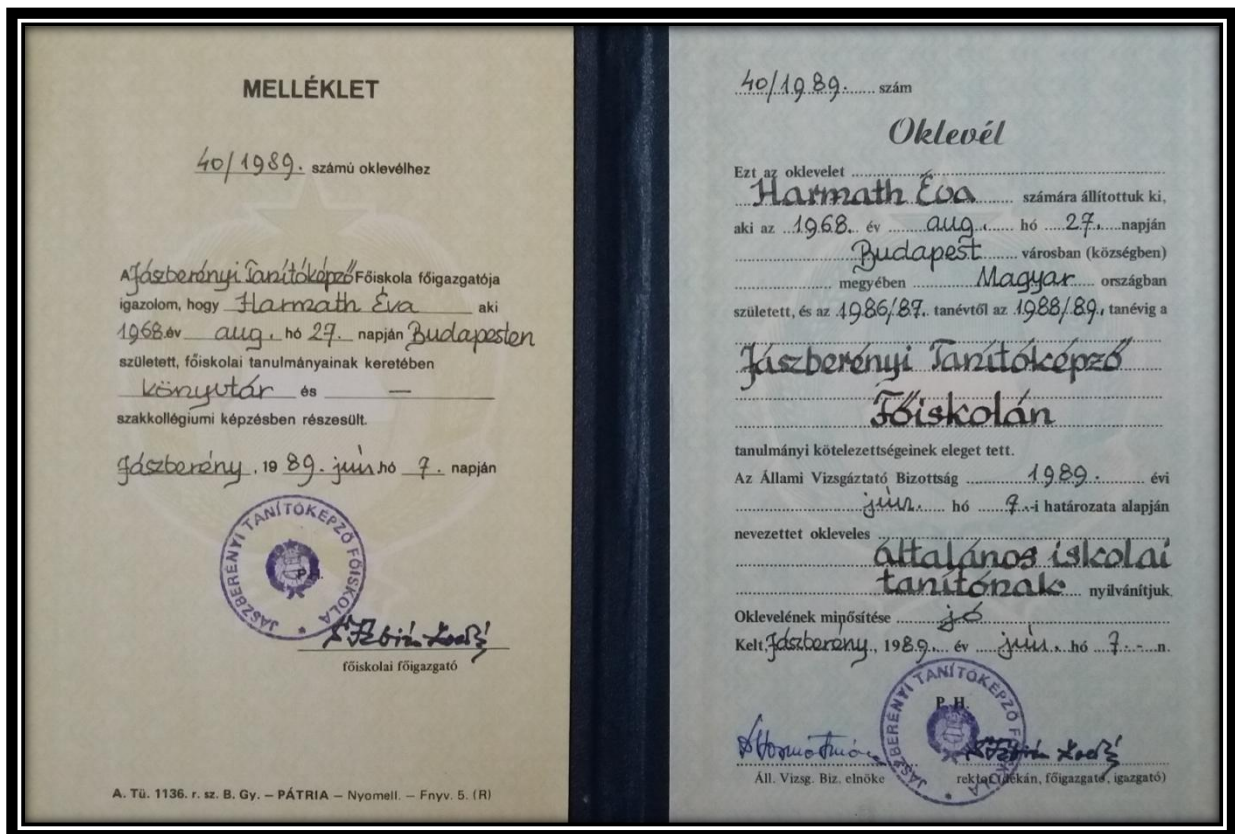 MELLÉKLET
40/1989. számú oklevélhez
A Jászberényi Tanítóképző Főiskola főigazgatója
igazolom, hogy Harmath Éva aki
1968. év aug. hó 27. napján Budapesten
született, főiskolai tanulmányainak keretében
könyvtár és —
szakkollégiumi képzésben részesült.
Jászberény, 1989. jún. hó 7. napján
JÁSZBERÉNYI TANÍTÓKÉPZŐ FŐISKOLA
P.H.
főiskolai főigazgató
A. Tü. 1136. r. sz. B. Gy. – PÁTRIA – Nyomell. – Fnyv. 5. (R)
40/1989. szám
Oklevél
Ezt az oklevelet
Harmath Éva számára állítottuk ki,
aki az 1968. év aug. hó 27. napján
Budapest városban (községben)
megyében Magyar országban
született, és az 1986/87. tanévtől az 1988/89. tanévig a
Jászberényi Tanítóképző
Főiskolán
tanulmányi kötelezettségeinek eleget tett.
Az Állami Vizsgáztató Bizottság 1989. évi
jún. hó 7.-i határozata alapján
nevezettet okleveles
általános iskolai
tanítónak nyilvánítjuk.
Oklevelének minősítése jó
Kelt, Jászberény, 1989. év jún. hó 7.-n.
JÁSZBERÉNYI TANÍTÓKÉPZŐ FŐISKOLA
P. H.
Áll. Vizsg. Biz. elnöke rektor (dékán, főigazgató, igazgató)